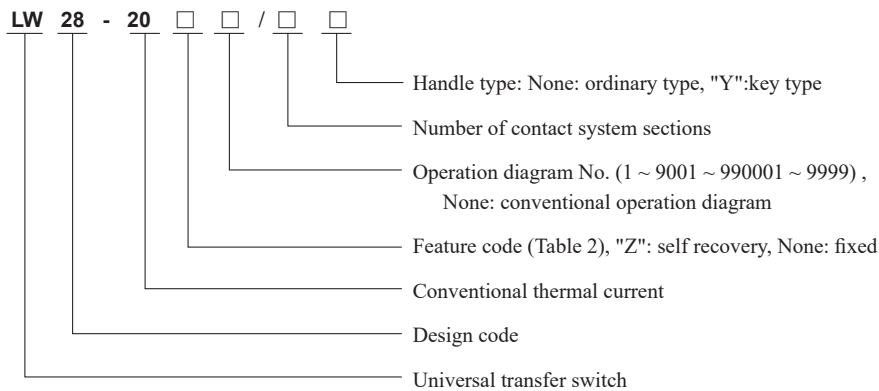 LW 28 - 20 □ □ / □ □
Handle type: None: ordinary type, "Y":key type
Number of contact system sections
Operation diagram No. (1 ~ 9001 ~ 990001 ~ 9999) ,
None: conventional operation diagram
Feature code (Table 2), "Z": self recovery, None: fixed
Conventional thermal current
Design code
Universal transfer switch